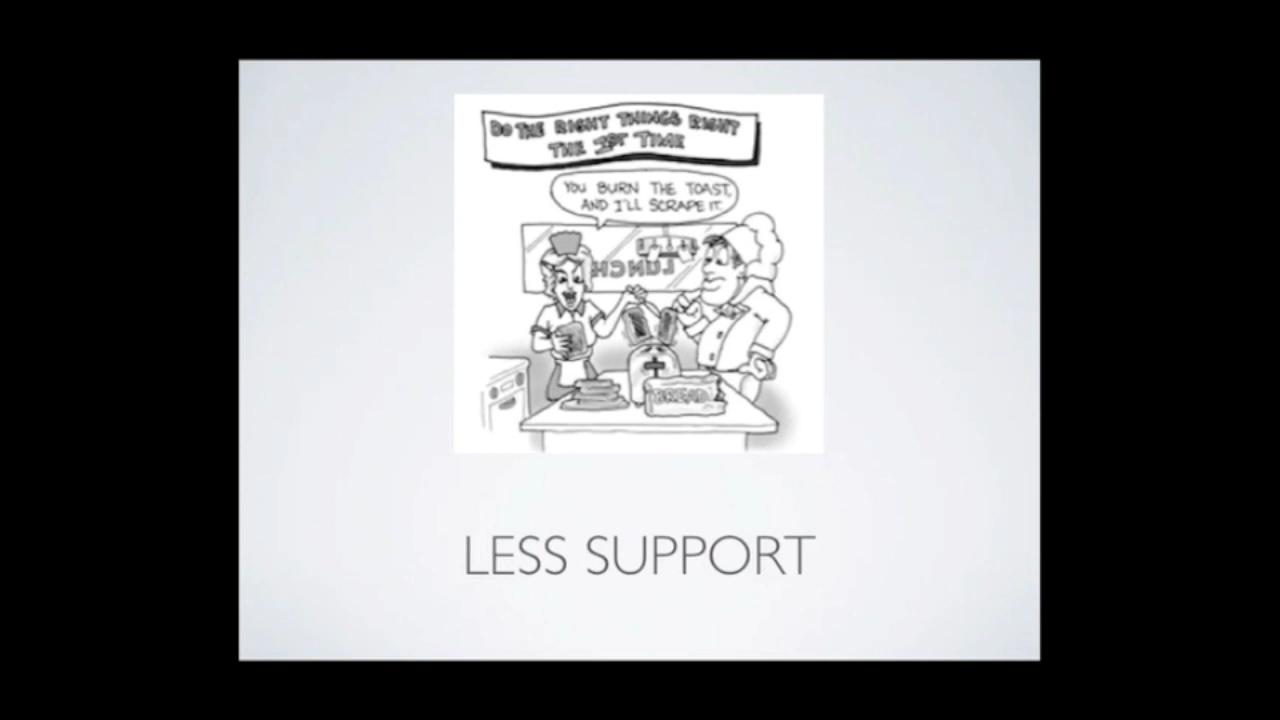 DO THE RIGHT THINGS RIGHT
THE 1ST TIME
YOU BURN THE TOAST,
AND I'LL SCRAPE IT.
LUNCH
BREAD
LESS SUPPORT